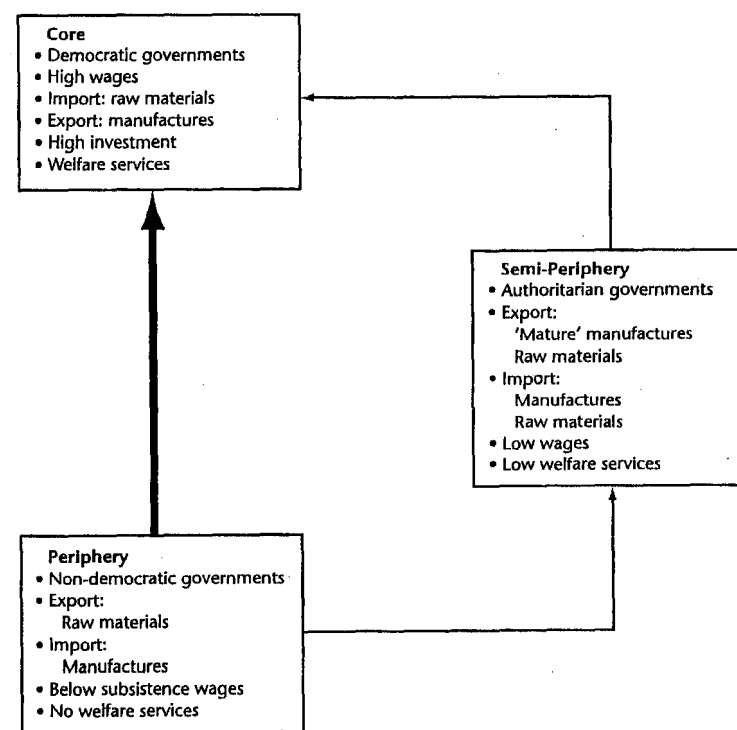 Core
• Democratic governments
• High wages
• Import: raw materials
• Export: manufactures
• High investment
• Welfare services
Semi-Periphery
• Authoritarian governments
• Export:
'Mature' manufactures
Raw materials
• Import:
Manufactures
Raw materials
• Low wages
• Low welfare services
Periphery
• Non-democratic governments
• Export:
Raw materials
• Import:
Manufactures
• Below subsistence wages
• No welfare services